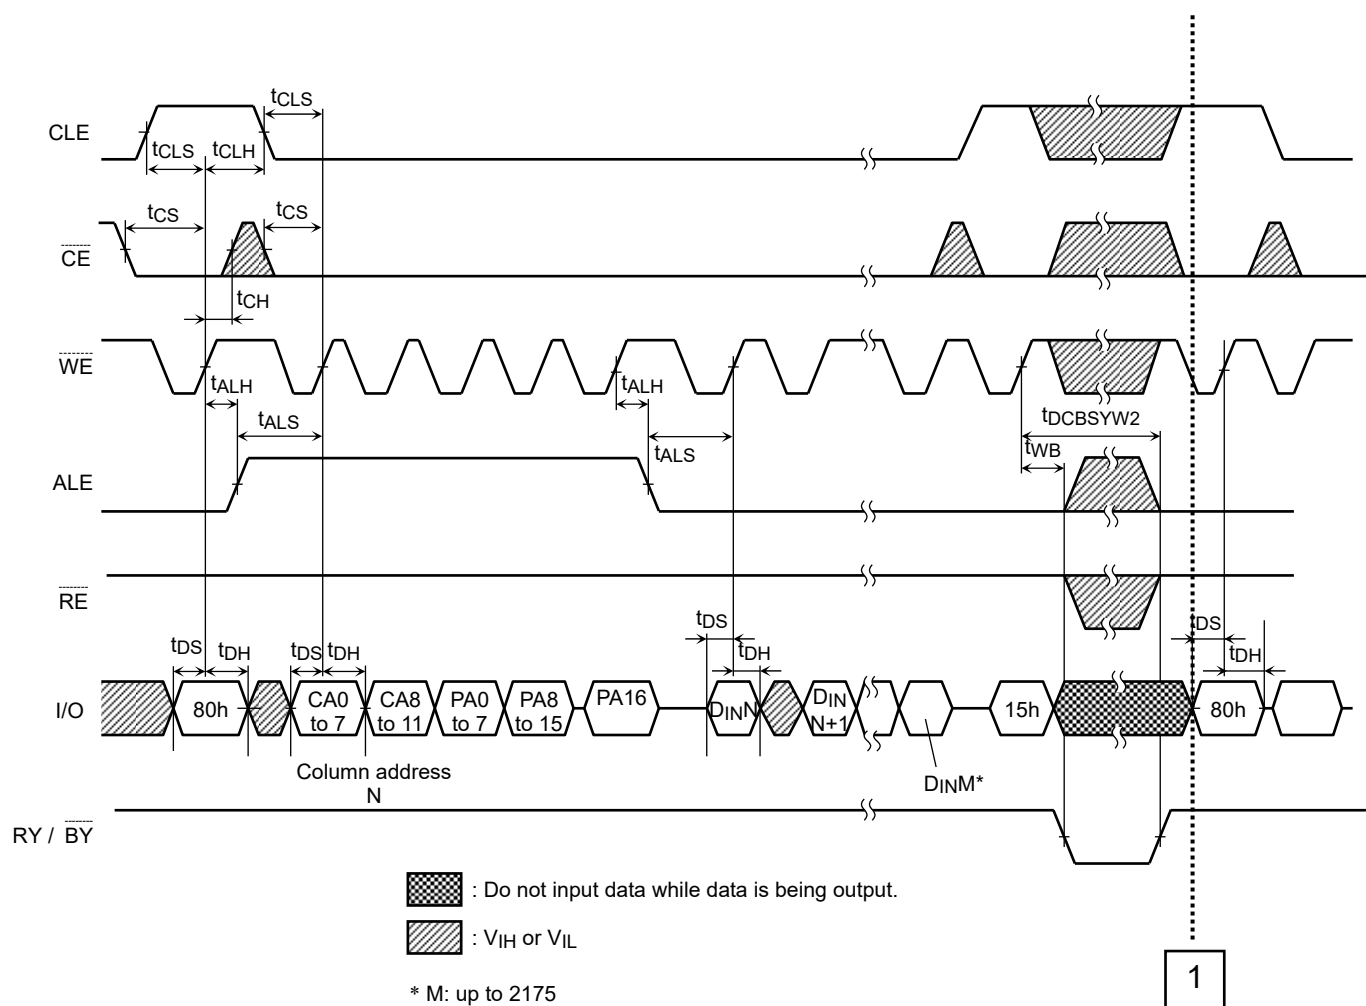 CLE
tCLS
tCLS
tCLH
CE
tCS
tCS
tCH
WE
tALH
tALH
tDCBSYW2
tALS
tALS
tWB
ALE
RE
tDS
tDH
tDS
tDH
tDS
tDH
tDS
tDH
I/O
80h
CA0 to 7
CA8 to 11
PA0 to 7
PA8 to 15
PA16
DINN
DIN N+1
15h
80h
Column address
N
DINM*
RY / BY
: Do not input data while data is being output.
: VIH or VIL
* M: up to 2175
1